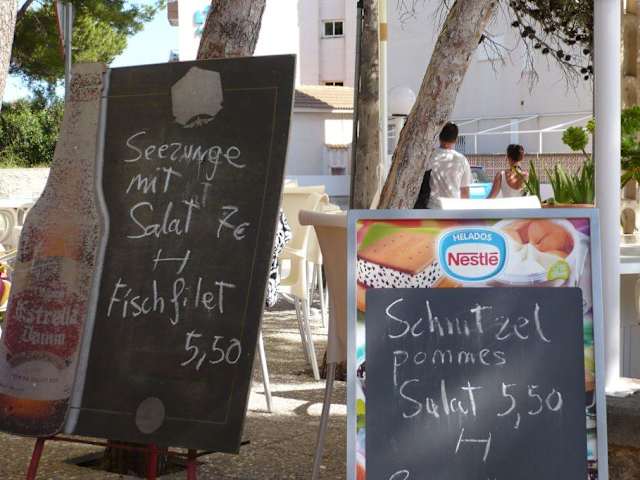 Seezunge
mit
Salat 7€
H
Fischfilet
5,50
Estrella
Damm
HELADOS
Nestlé
Schnitzel
pommes
Salat 5,50
H